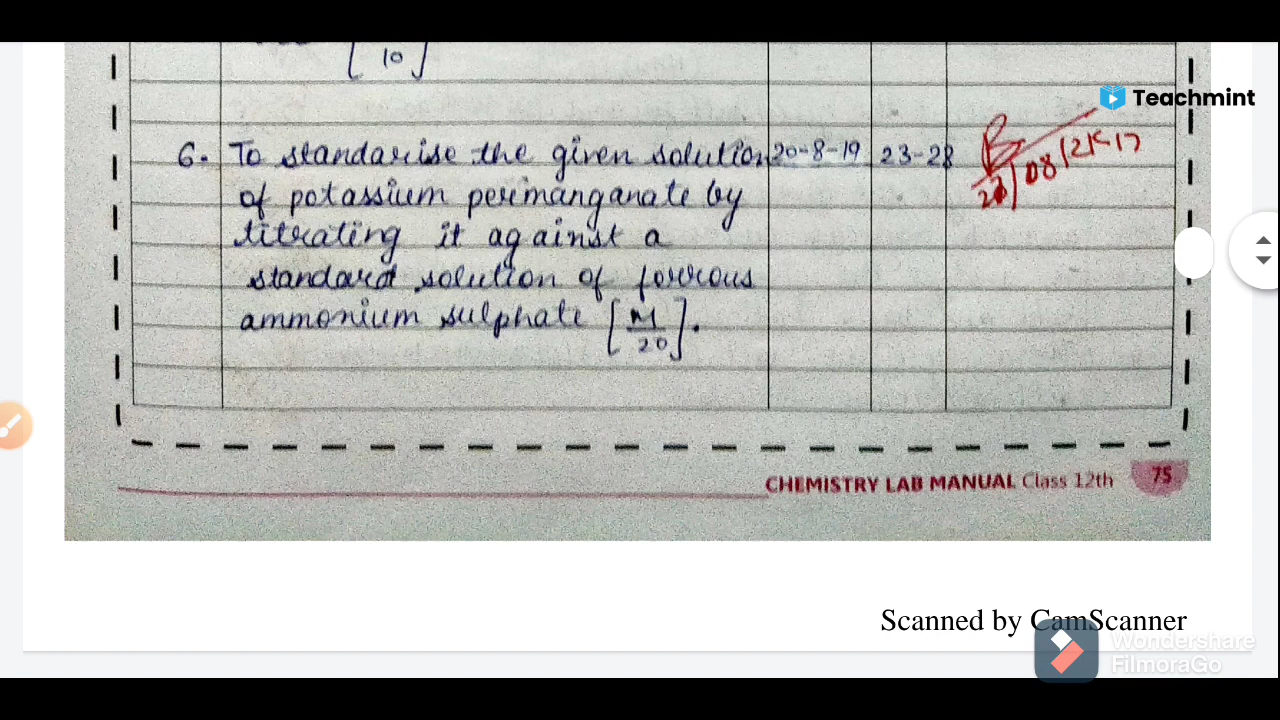 [10]
Teachmint
6. To standarise the given solution 20-8-19 23-28
of potassium permanganate by
titrating it against a
standard solution of ferrous
ammonium sulphate [M/20].
CHEMISTRY LAB MANUAL Class 12th 75
Scanned by CamScanner
Wondershare
FilmoraGo